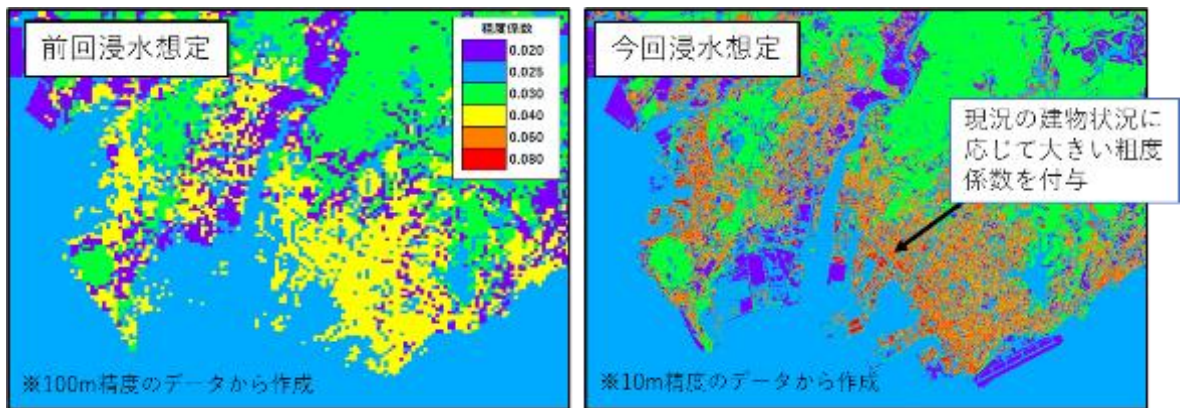 前回浸水想定
粗度係数
0.020
0.025
0.030
0.040
0.060
0.080
※100m精度のデータから作成
今回浸水想定
現況の建物状況に
応じて大きい粗度
係数を付与
※10m精度のデータから作成